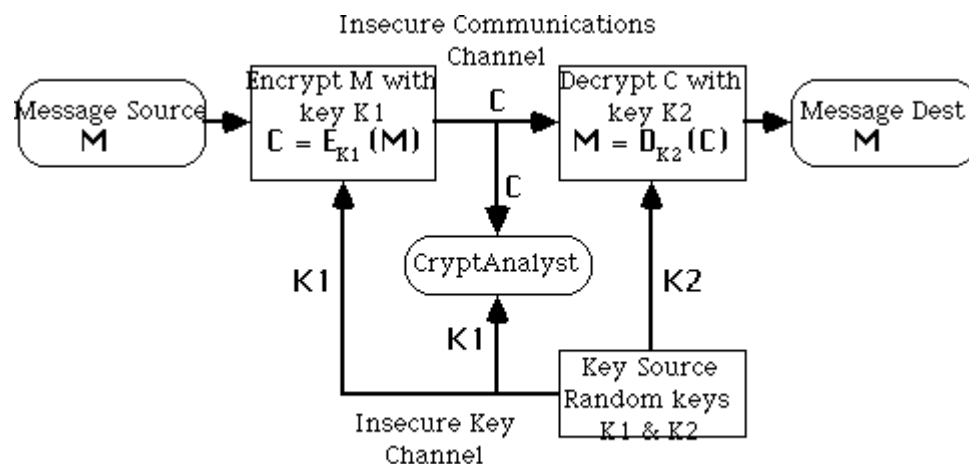 Insecure Communications
Channel
Message Source
M
Encrypt M with
key K1
C = E_K1 (M)
C
Decrypt C with
key K2
M = D_K2 (C)
Message Dest
M
C
CryptAnalyst
K1
K2
K1
Key Source
Random keys
K1 & K2
Insecure Key
Channel